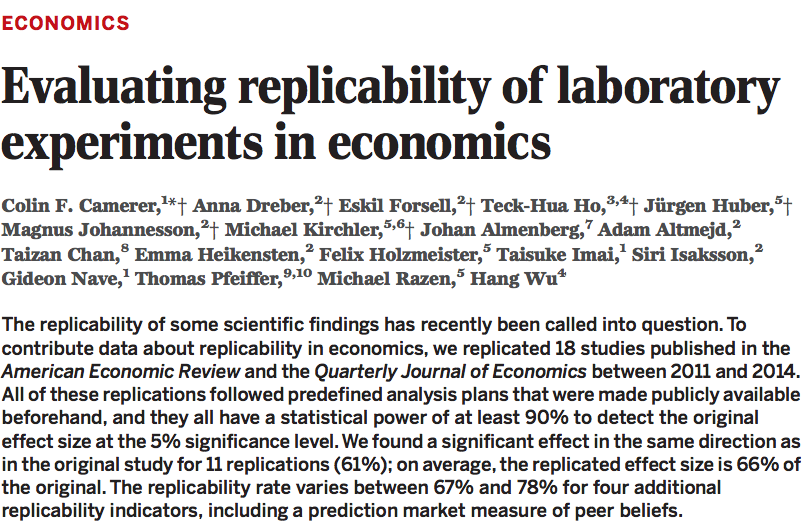 ECONOMICS
Evaluating replicability of laboratory
experiments in economics
Colin F. Camerer,¹*† Anna Dreber,²† Eskil Forsell,²† Teck-Hua Ho,³,⁴† Jürgen Huber,⁵†
Magnus Johannesson,²† Michael Kirchler,⁵,⁶† Johan Almenberg,⁷ Adam Altmejd,²
Taizan Chan,⁸ Emma Heikensten,² Felix Holzmeister,⁵ Taisuke Imai,¹ Siri Isaksson,²
Gideon Nave,¹ Thomas Pfeiffer,⁹,¹⁰ Michael Razen,⁵ Hang Wu⁴
The replicability of some scientific findings has recently been called into question. To
contribute data about replicability in economics, we replicated 18 studies published in the
American Economic Review and the Quarterly Journal of Economics between 2011 and 2014.
All of these replications followed predefined analysis plans that were made publicly available
beforehand, and they all have a statistical power of at least 90% to detect the original
effect size at the 5% significance level. We found a significant effect in the same direction as
in the original study for 11 replications (61%); on average, the replicated effect size is 66% of
the original. The replicability rate varies between 67% and 78% for four additional
replicability indicators, including a prediction market measure of peer beliefs.